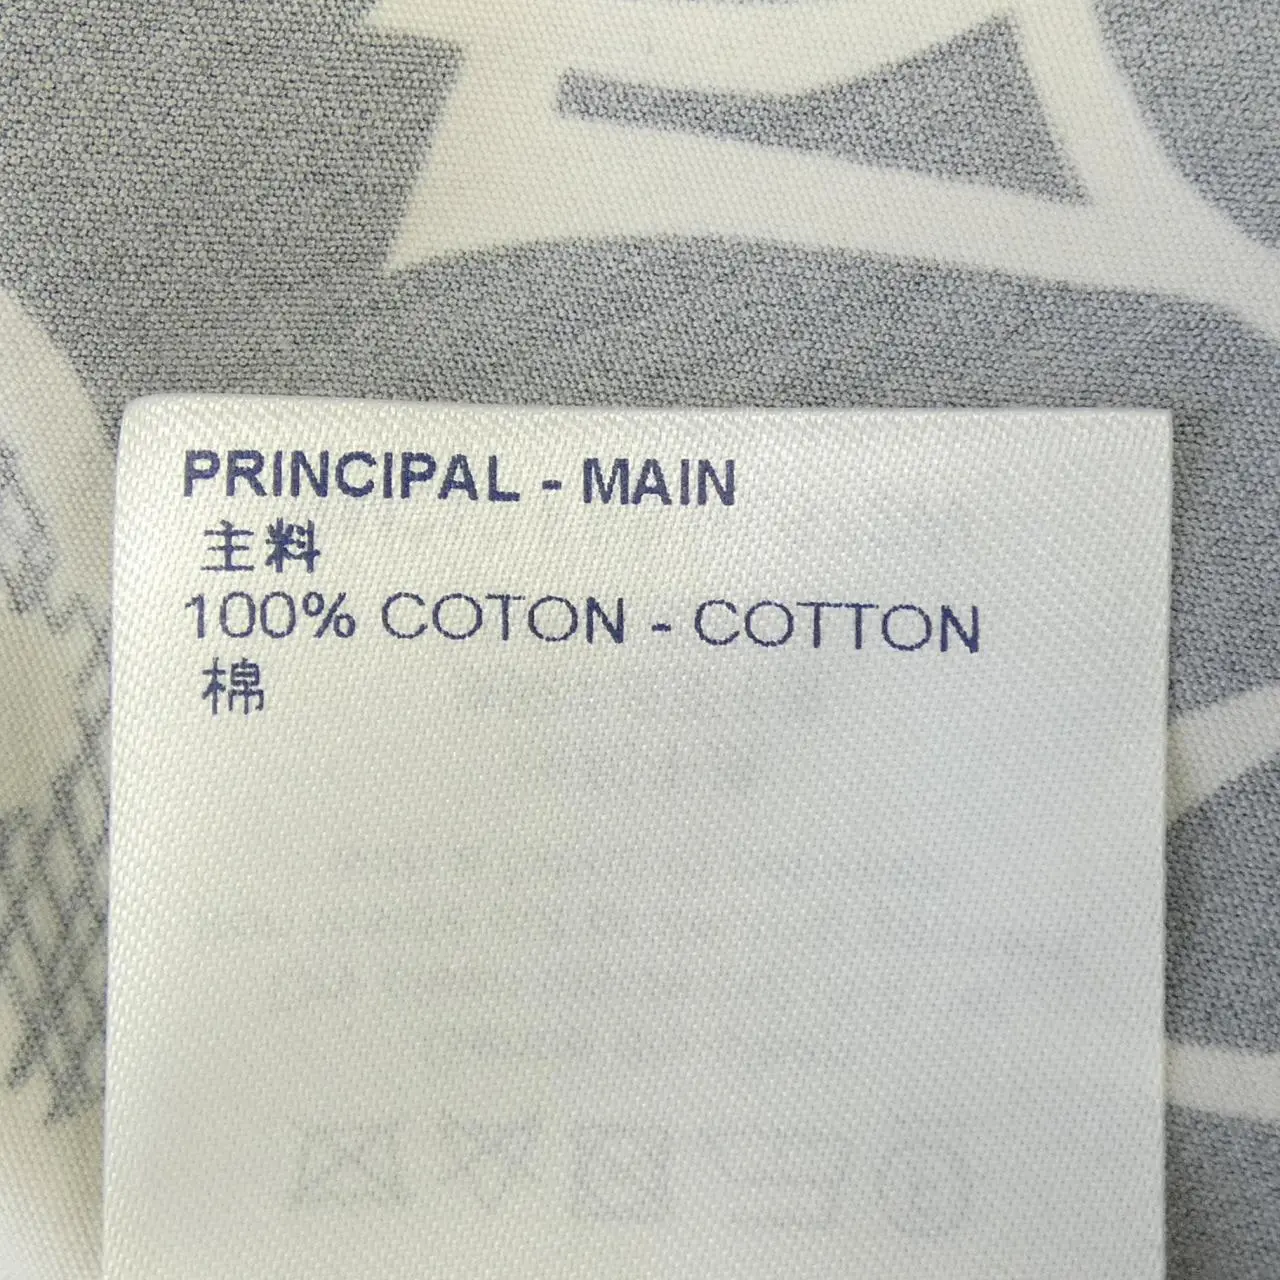 PRINCIPAL - MAIN
主料
100% COTON - COTTON
棉